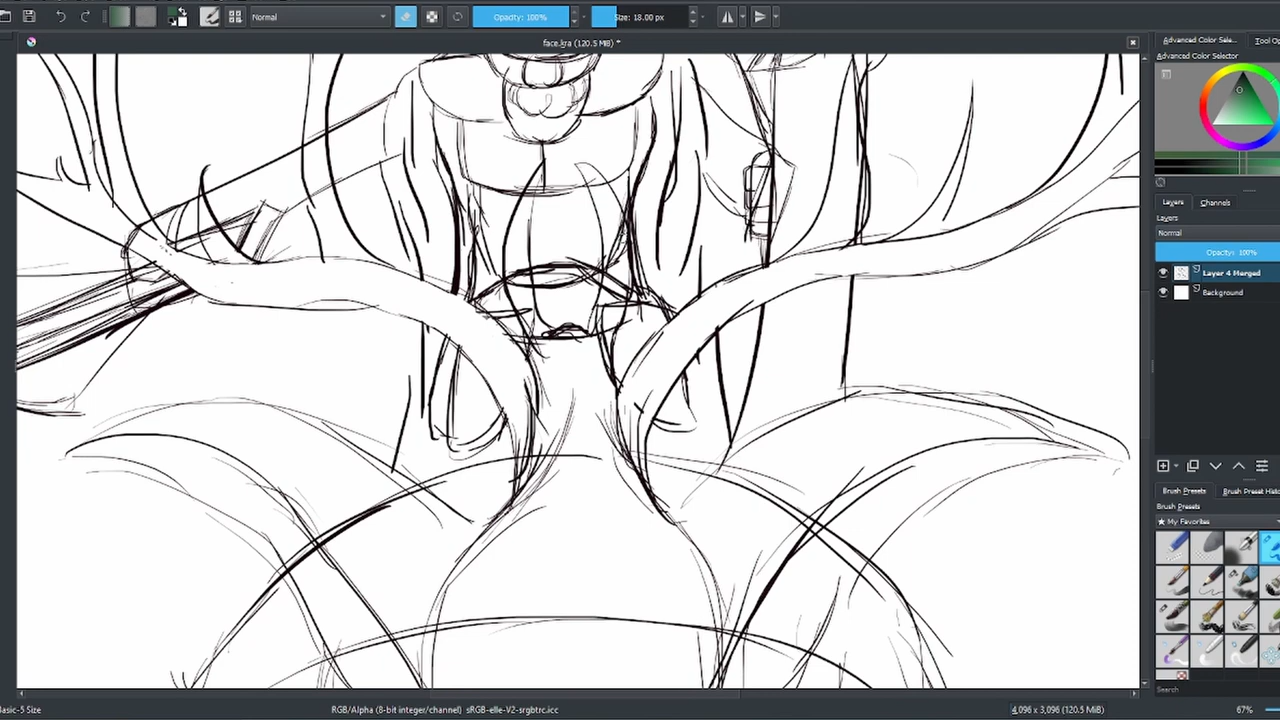 Normal
Opacity: 100%
Size: 18.00 px
face.kra (120.5 MiB) *
Advanced Color Sele...
Tool Op
Advanced Color Selector
Layers
Channels
Layers
Normal
Opacity: 100%
Layer 4 Merged
Background
Brush Presets
Brush Preset Hist
Brush Presets
★ My Favorites
Search
Basic-5 Size
RGB/Alpha (8-bit integer/channel) sRGB-elle-V2-srgbtrc.icc
4,096 x 3,096 (120.5 MiB)
67%